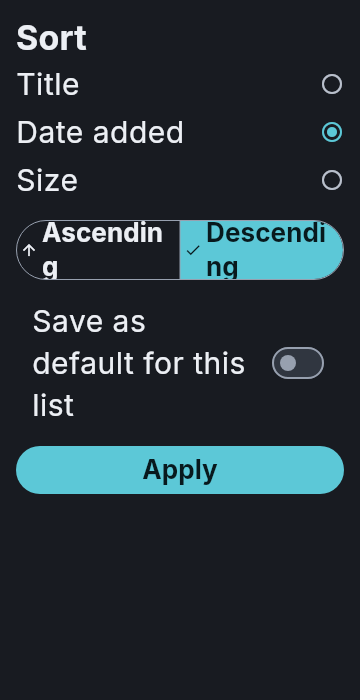 Sort
Title
Date added
Size
Ascendin
g
Descendi
ng
Save as
default for this
list
Apply